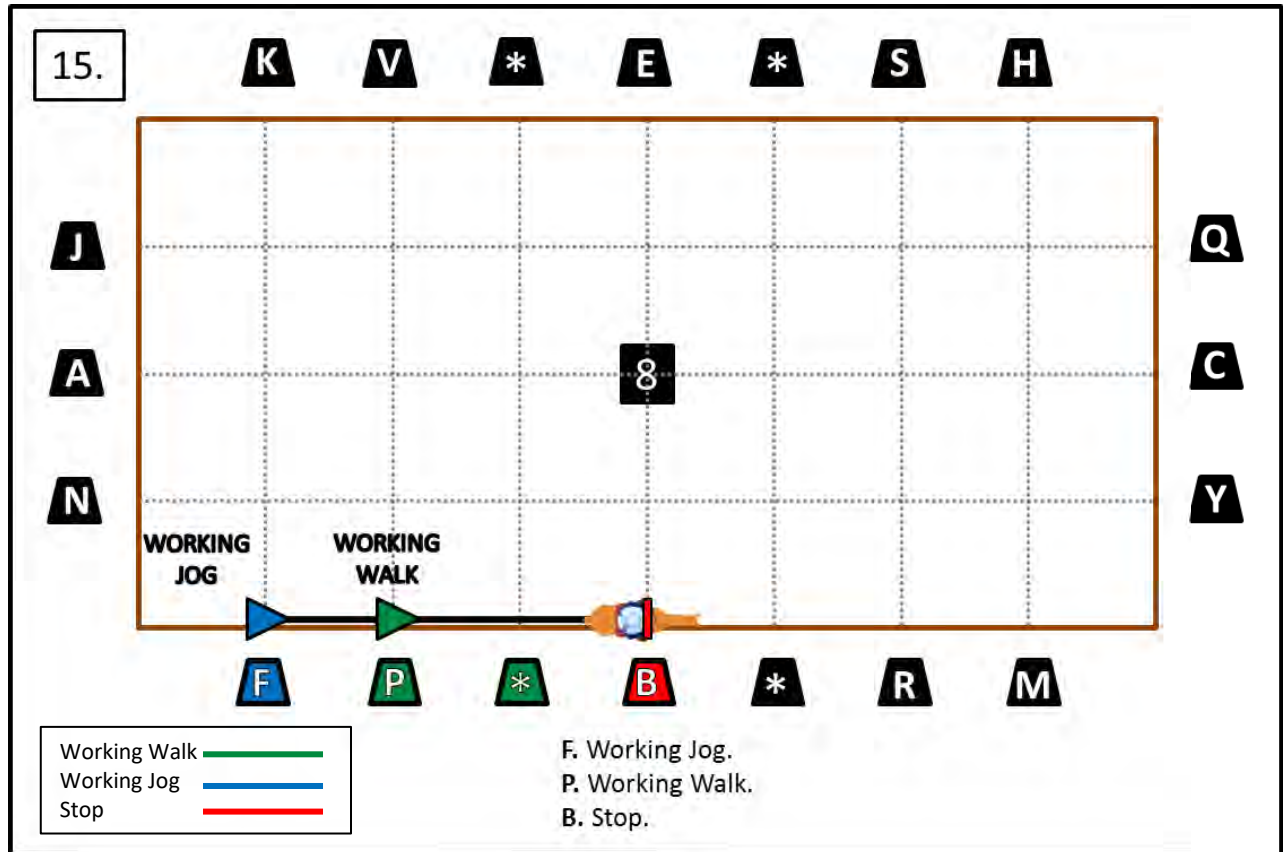 15.
K V * E * S H
J Q
8
A C
N Y
WORKING WORKING
JOG WALK
F P * B * R M
Working Walk
Working Jog
Stop
F. Working Jog.
P. Working Walk.
B. Stop.